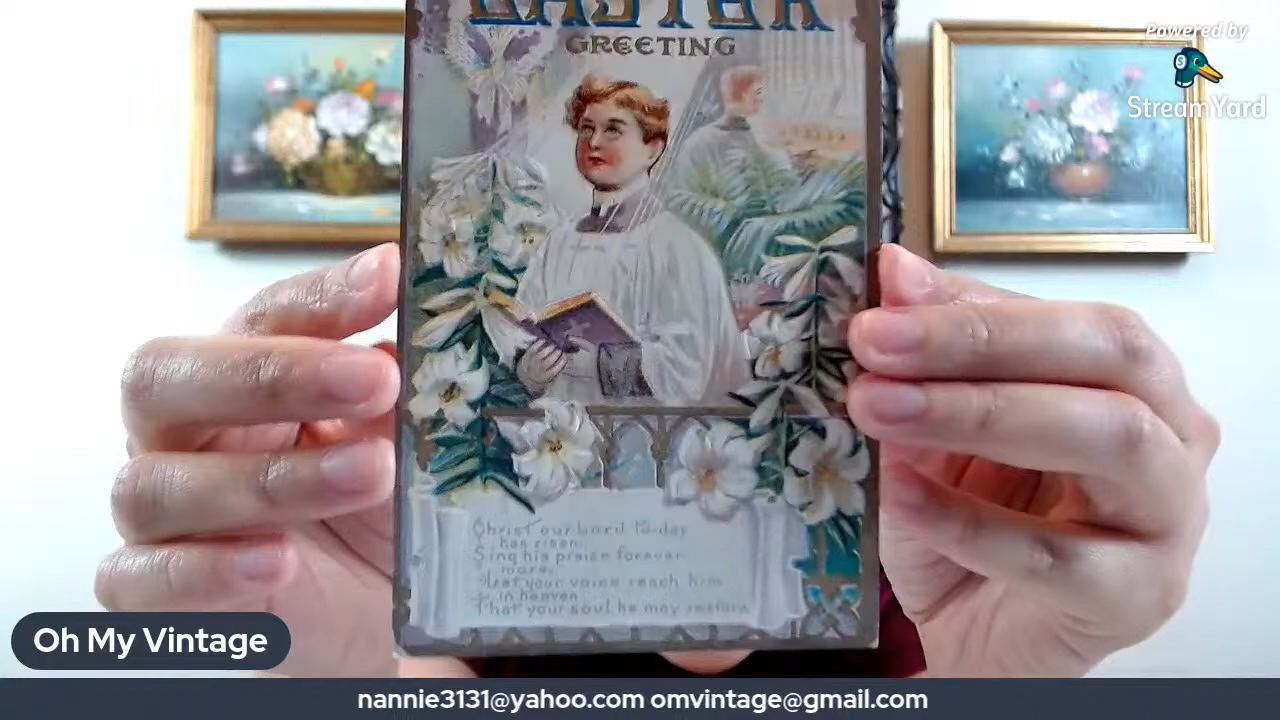 EASTER
GREETING
Powered by
StreamYard
Christ our Lord to-day
has risen.
Sing his praise forever
more,
Let your voice reach him
in heaven
That your soul he may restore
Oh My Vintage
nannie3131@yahoo.com omvintage@gmail.com